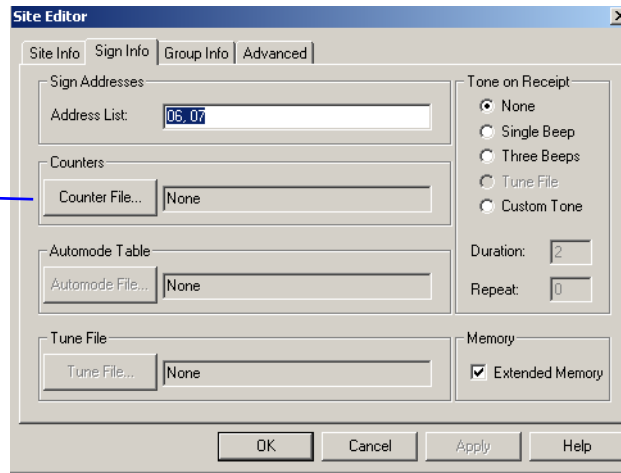 Site Editor
Site Info Sign Info Group Info Advanced
Sign Addresses
Address List: 06, 07
Counters
Counter File... None
Automode Table
Automode File... None
Tune File
Tune File... None
Tone on Receipt
None
Single Beep
Three Beeps
Tune File
Custom Tone
Duration: 2
Repeat: 0
Memory
Extended Memory
OK Cancel Apply Help